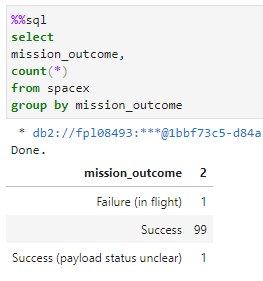 %%sql
select
mission_outcome,
count(*)
from spacex
group by mission_outcome
* db2://fpl08493:***@1bbf73c5-d84a
Done.
mission_outcome 2
Failure (in flight) 1
Success 99
Success (payload status unclear) 1